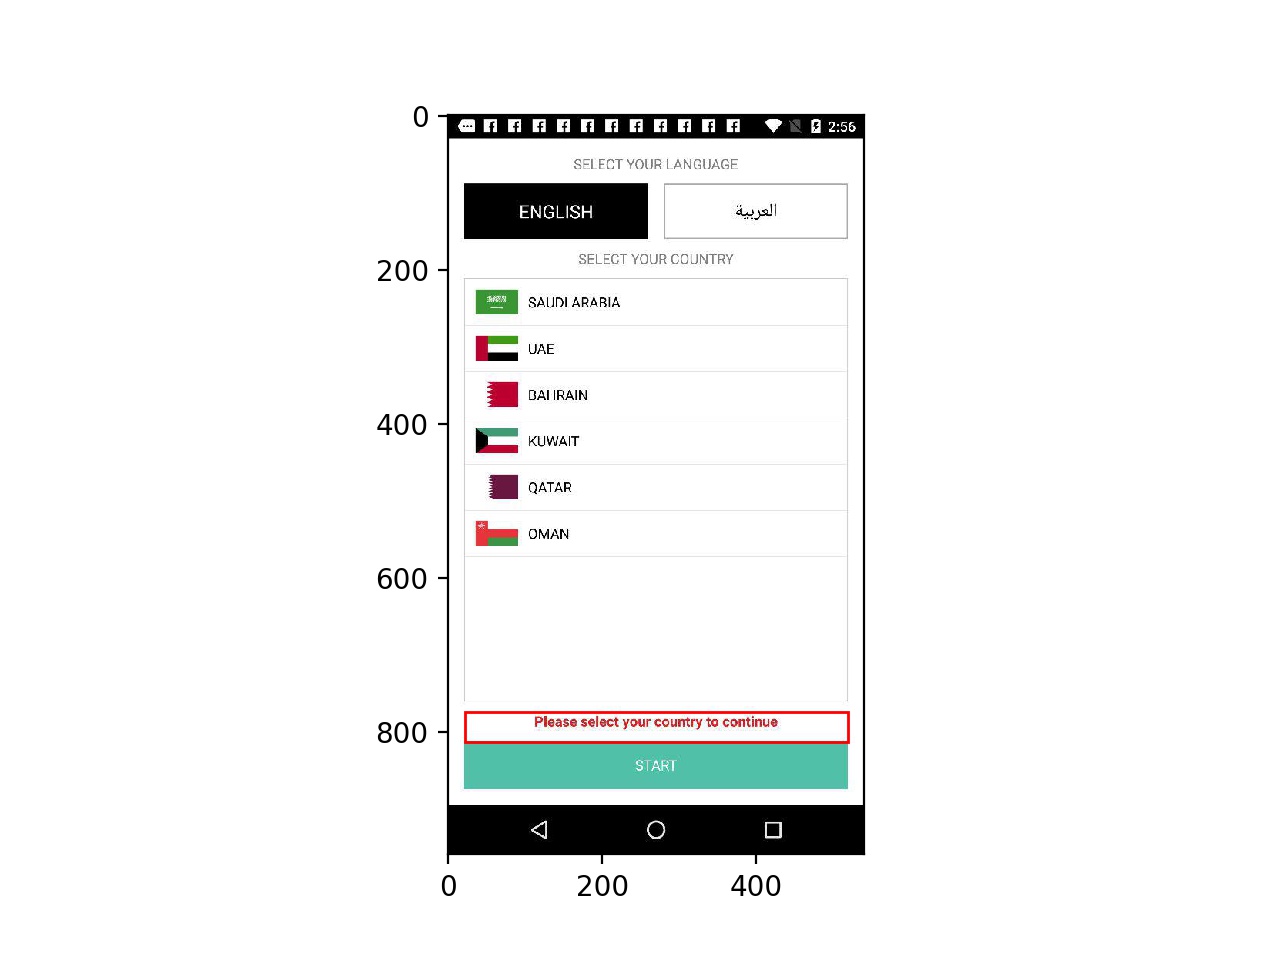 0
2:56
SELECT YOUR LANGUAGE
ENGLISH
العربية
200
SELECT YOUR COUNTRY
SAUDI ARABIA
UAE
BAHRAIN
400
KUWAIT
QATAR
OMAN
600
Please select your country to continue
800
START
0
200
400